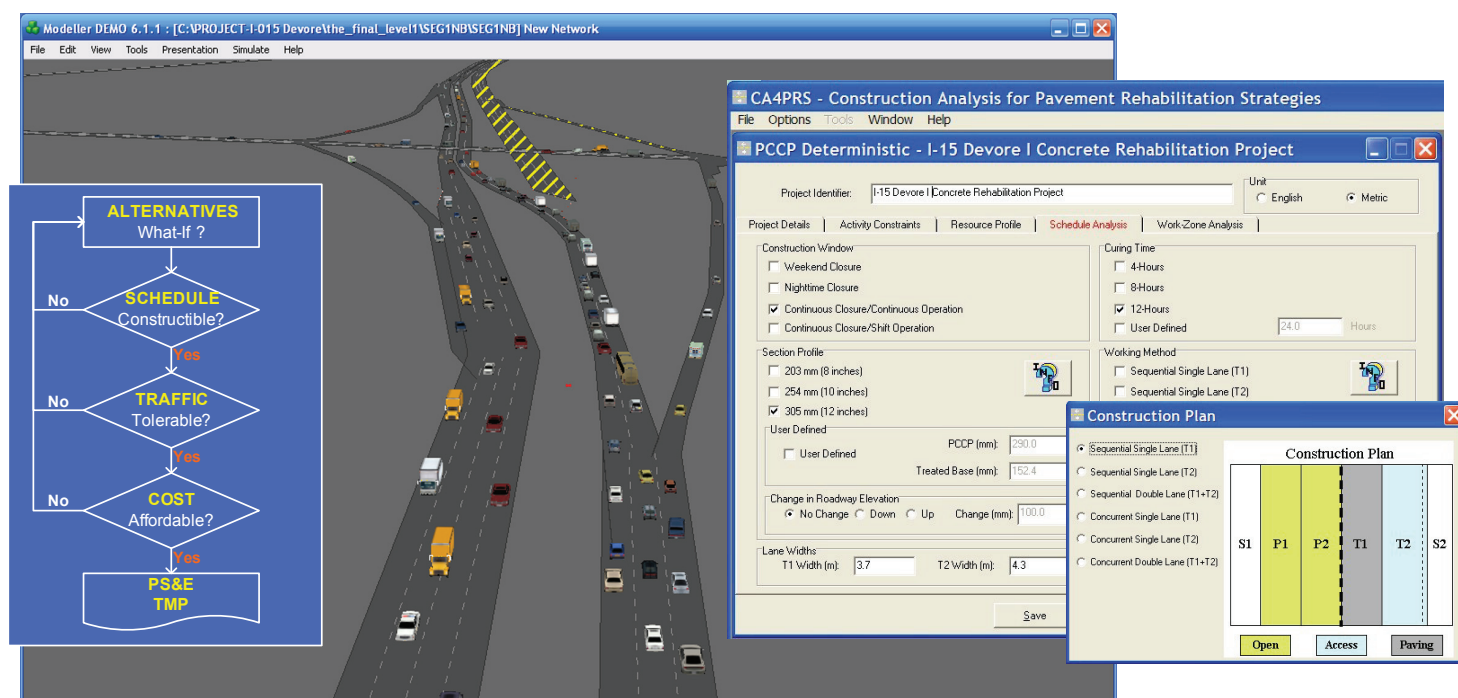 Modeller DEMO 6.1.1 : [C:\PROJECT-I-015 Devore\the_final_level1\SEG1NB\SEG1NB] New Network
File Edit View Tools Presentation Simulate Help
ALTERNATIVES
What-If ?
No
SCHEDULE
Constructible?
Yes
No
TRAFFIC
Tolerable?
Yes
No
COST
Affordable?
Yes
PS&E
TMP
CA4PRS - Construction Analysis for Pavement Rehabilitation Strategies
File Options Tools Window Help
PCCP Deterministic - I-15 Devore I Concrete Rehabilitation Project
Project Identifier: I-15 Devore I Concrete Rehabilitation Project
Unit
English Metric
Project Details Activity Constraints Resource Profile Schedule Analysis Work-Zone Analysis
Construction Window
Weekend Closure
Nighttime Closure
Continuous Closure/Continuous Operation
Continuous Closure/Shift Operation
Curing Time
4-Hours
8-Hours
12-Hours
User Defined 24.0 Hours
Section Profile
203 mm (8 inches)
254 mm (10 inches)
305 mm (12 inches)
INFO
User Defined
User Defined
PCCP (mm): 290.0
Treated Base (mm): 152.4
Change in Roadway Elevation
No Change Down Up Change (mm): 100.0
Lane Widths
T1 Width (m): 3.7 T2 Width (m): 4.3
Working Method
Sequential Single Lane (T1)
Sequential Single Lane (T2)
INFO
Save
Construction Plan
Sequential Single Lane (T1)
Sequential Single Lane (T2)
Sequential Double Lane (T1+T2)
Concurrent Single Lane (T1)
Concurrent Single Lane (T2)
Concurrent Double Lane (T1+T2)
Construction Plan
S1 P1 P2 T1 T2 S2
Open Access Paving